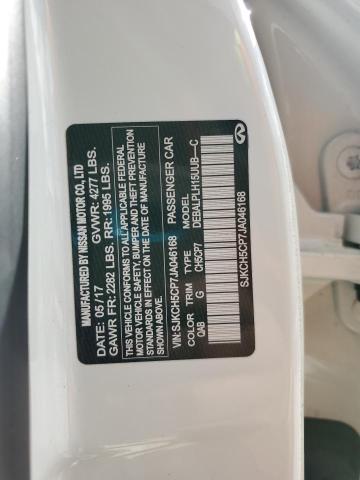 MANUFACTURED BY NISSAN MOTOR CO., LTD
DATE: 05/17 GVWR: 4277 LBS.
GAWR FR: 2282 LBS. RR: 1995 LBS.
THIS VEHICLE CONFORMS TO ALL APPLICABLE FEDERAL
MOTOR VEHICLE SAFETY, BUMPER AND THEFT PREVENTION
STANDARDS IN EFFECT ON THE DATE OF MANUFACTURE
SHOWN ABOVE.
VIN: SJKCH5CP7JA046168 PASSENGER CAR
COLOR TRIM TYPE MODEL
QAB G CH5CP7 DEBALPLH15UUB--C
SJKCH5CP7JA046168